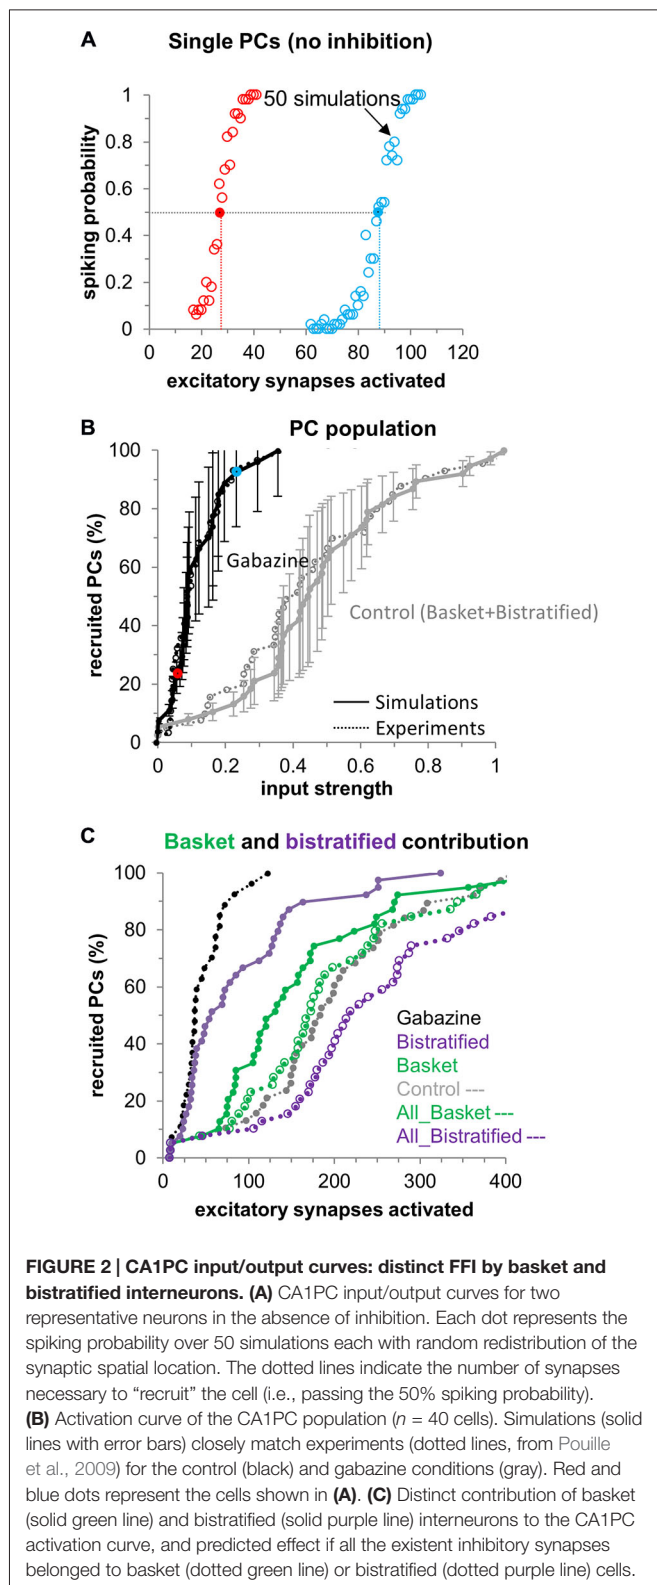 A Single PCs (no inhibition)
1
0.8
0.6
0.4
0.2
0
spiking probability
50 simulations
0 20 40 60 80 100 120
excitatory synapses activated
B PC population
100
80
60
40
20
0
recruited PCs (%)
Gabazine
Control (Basket+Bistratified)
Simulations
Experiments
0 0.2 0.4 0.6 0.8 1
input strength
C Basket and bistratified contribution
100
80
60
40
20
0
recruited PCs (%)
Gabazine
Bistratified
Basket
Control ---
All_Basket ---
All_Bistratified ---
0 100 200 300 400
excitatory synapses activated
FIGURE 2 | CA1PC input/output curves: distinct FFI by basket and
bistratified interneurons. (A) CA1PC input/output curves for two
representative neurons in the absence of inhibition. Each dot represents the
spiking probability over 50 simulations each with random redistribution of the
synaptic spatial location. The dotted lines indicate the number of synapses
necessary to “recruit” the cell (i.e., passing the 50% spiking probability).
(B) Activation curve of the CA1PC population (n = 40 cells). Simulations (solid
lines with error bars) closely match experiments (dotted lines, from Pouille
et al., 2009) for the control (black) and gabazine conditions (gray). Red and
blue dots represent the cells shown in (A). (C) Distinct contribution of basket
(solid green line) and bistratified (solid purple line) interneurons to the CA1PC
activation curve, and predicted effect if all the existent inhibitory synapses
belonged to basket (dotted green line) or bistratified (dotted purple line) cells.